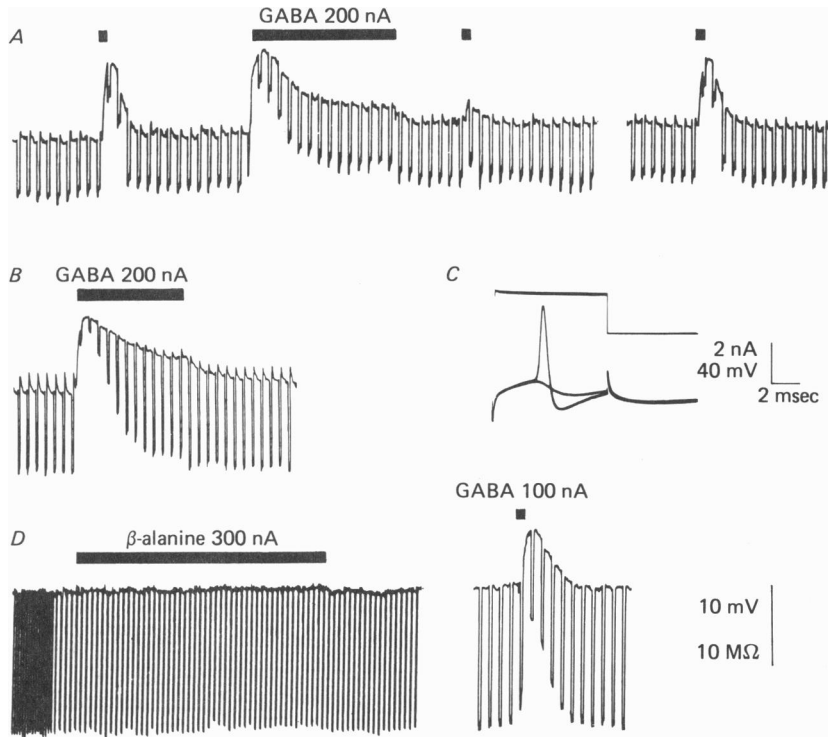 A
GABA 200 nA
B
GABA 200 nA
C
2 nA
40 mV
2 msec
D
β-alanine 300 nA
GABA 100 nA
10 mV
10 MΩ